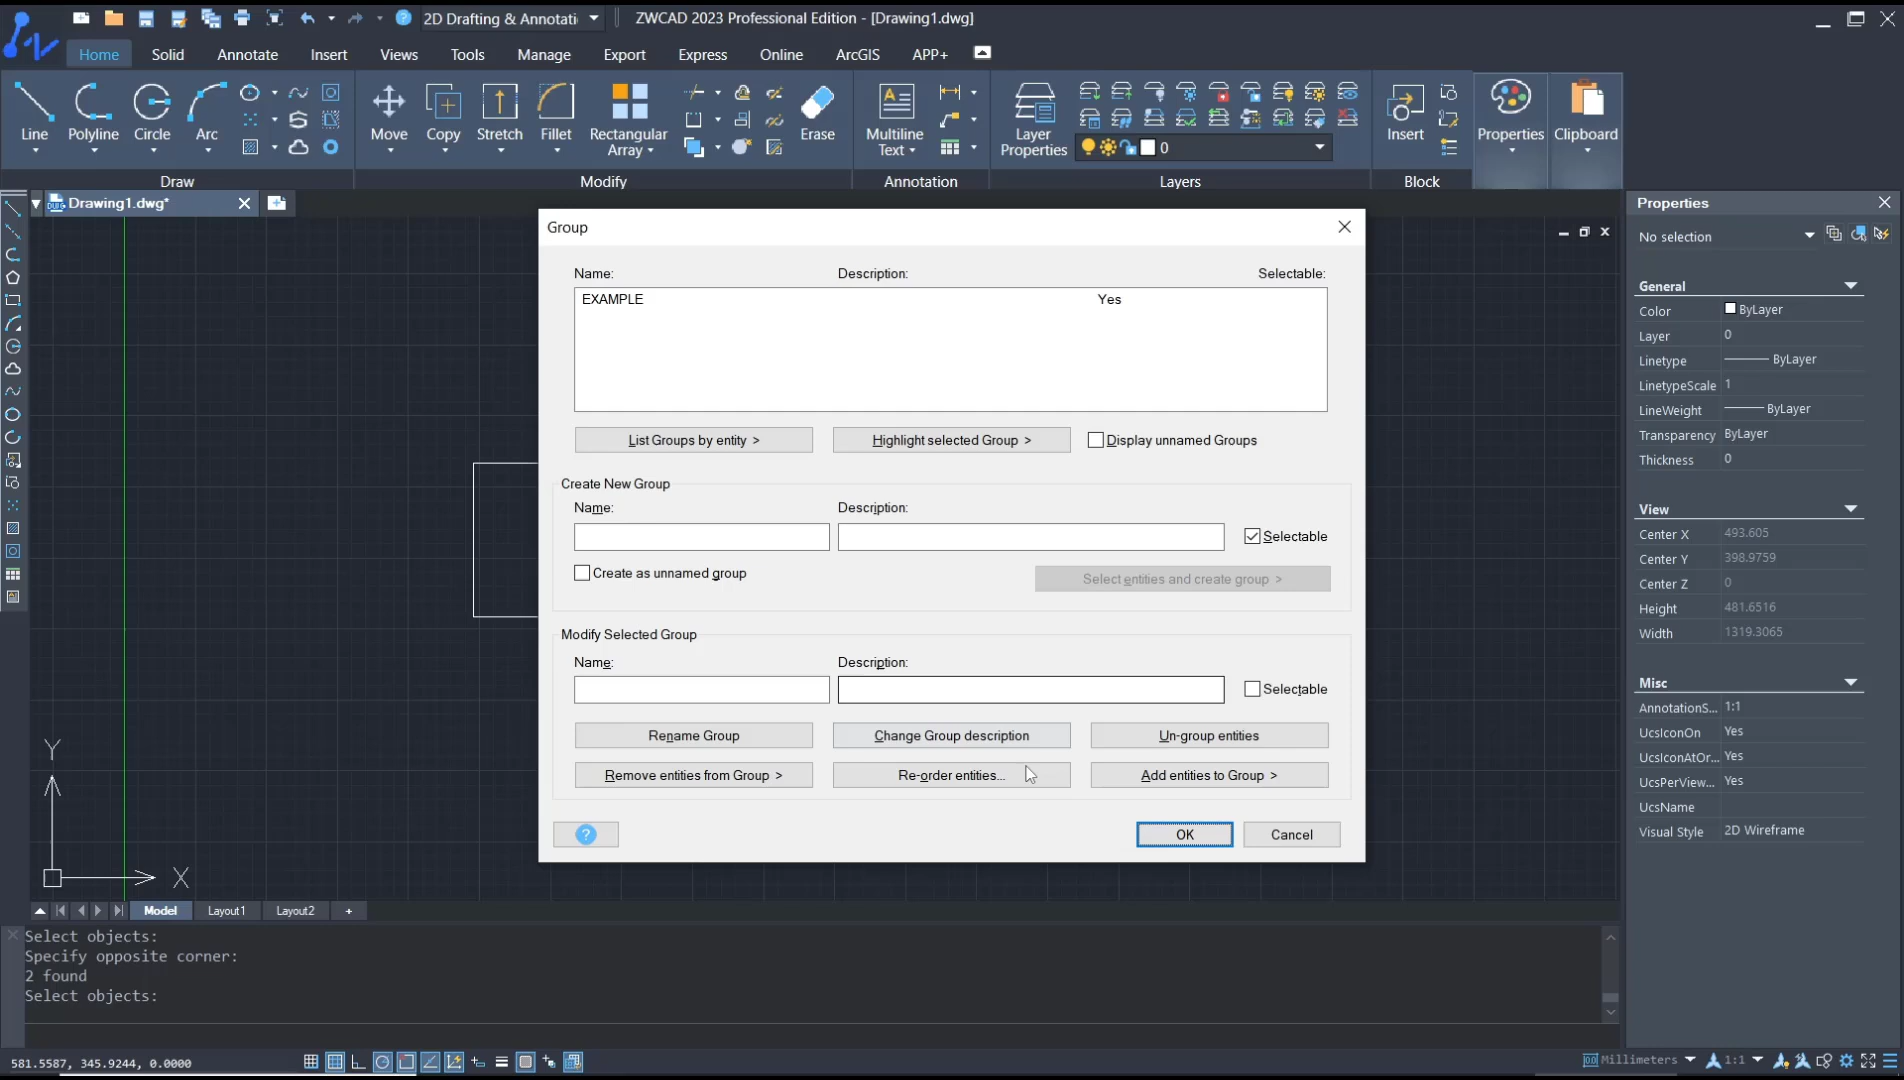 2D Drafting & Annotati
ZWCAD 2023 Professional Edition - [Drawing1.dwg]
Home Solid Annotate Insert Views Tools Manage Export Express Online ArcGIS APP+
Line Polyline Circle Arc Move Copy Stretch Fillet Rectangular Array Erase Multiline Text Layer Properties Insert Properties Clipboard
0
Draw Modify Annotation Layers Block
Drawing1.dwg*
Properties
No selection
General
Color ByLayer
Layer 0
Linetype ByLayer
LinetypeScale 1
LineWeight ByLayer
Transparency ByLayer
Thickness 0
View
Center X 493.605
Center Y 398.9759
Center Z 0
Height 481.6516
Width 1319.3065
Misc
AnnotationS... 1:1
UcsIconOn Yes
UcsIconAtOr... Yes
UcsPerView... Yes
UcsName
Visual Style 2D Wireframe
Group
Name: Description: Selectable:
EXAMPLE Yes
List Groups by entity > Highlight selected Group > Display unnamed Groups
Create New Group
Name: Description:
Selectable
Create as unnamed group Select entities and create group >
Modify Selected Group
Name: Description:
Selectable
Rename Group Change Group description Un-group entities
Remove entities from Group > Re-order entities... Add entities to Group >
? OK Cancel
Y
X
Model Layout1 Layout2 +
Select objects:
Specify opposite corner:
2 found
Select objects:
581.5587, 345.9244, 0.0000
Millimeters 1:1